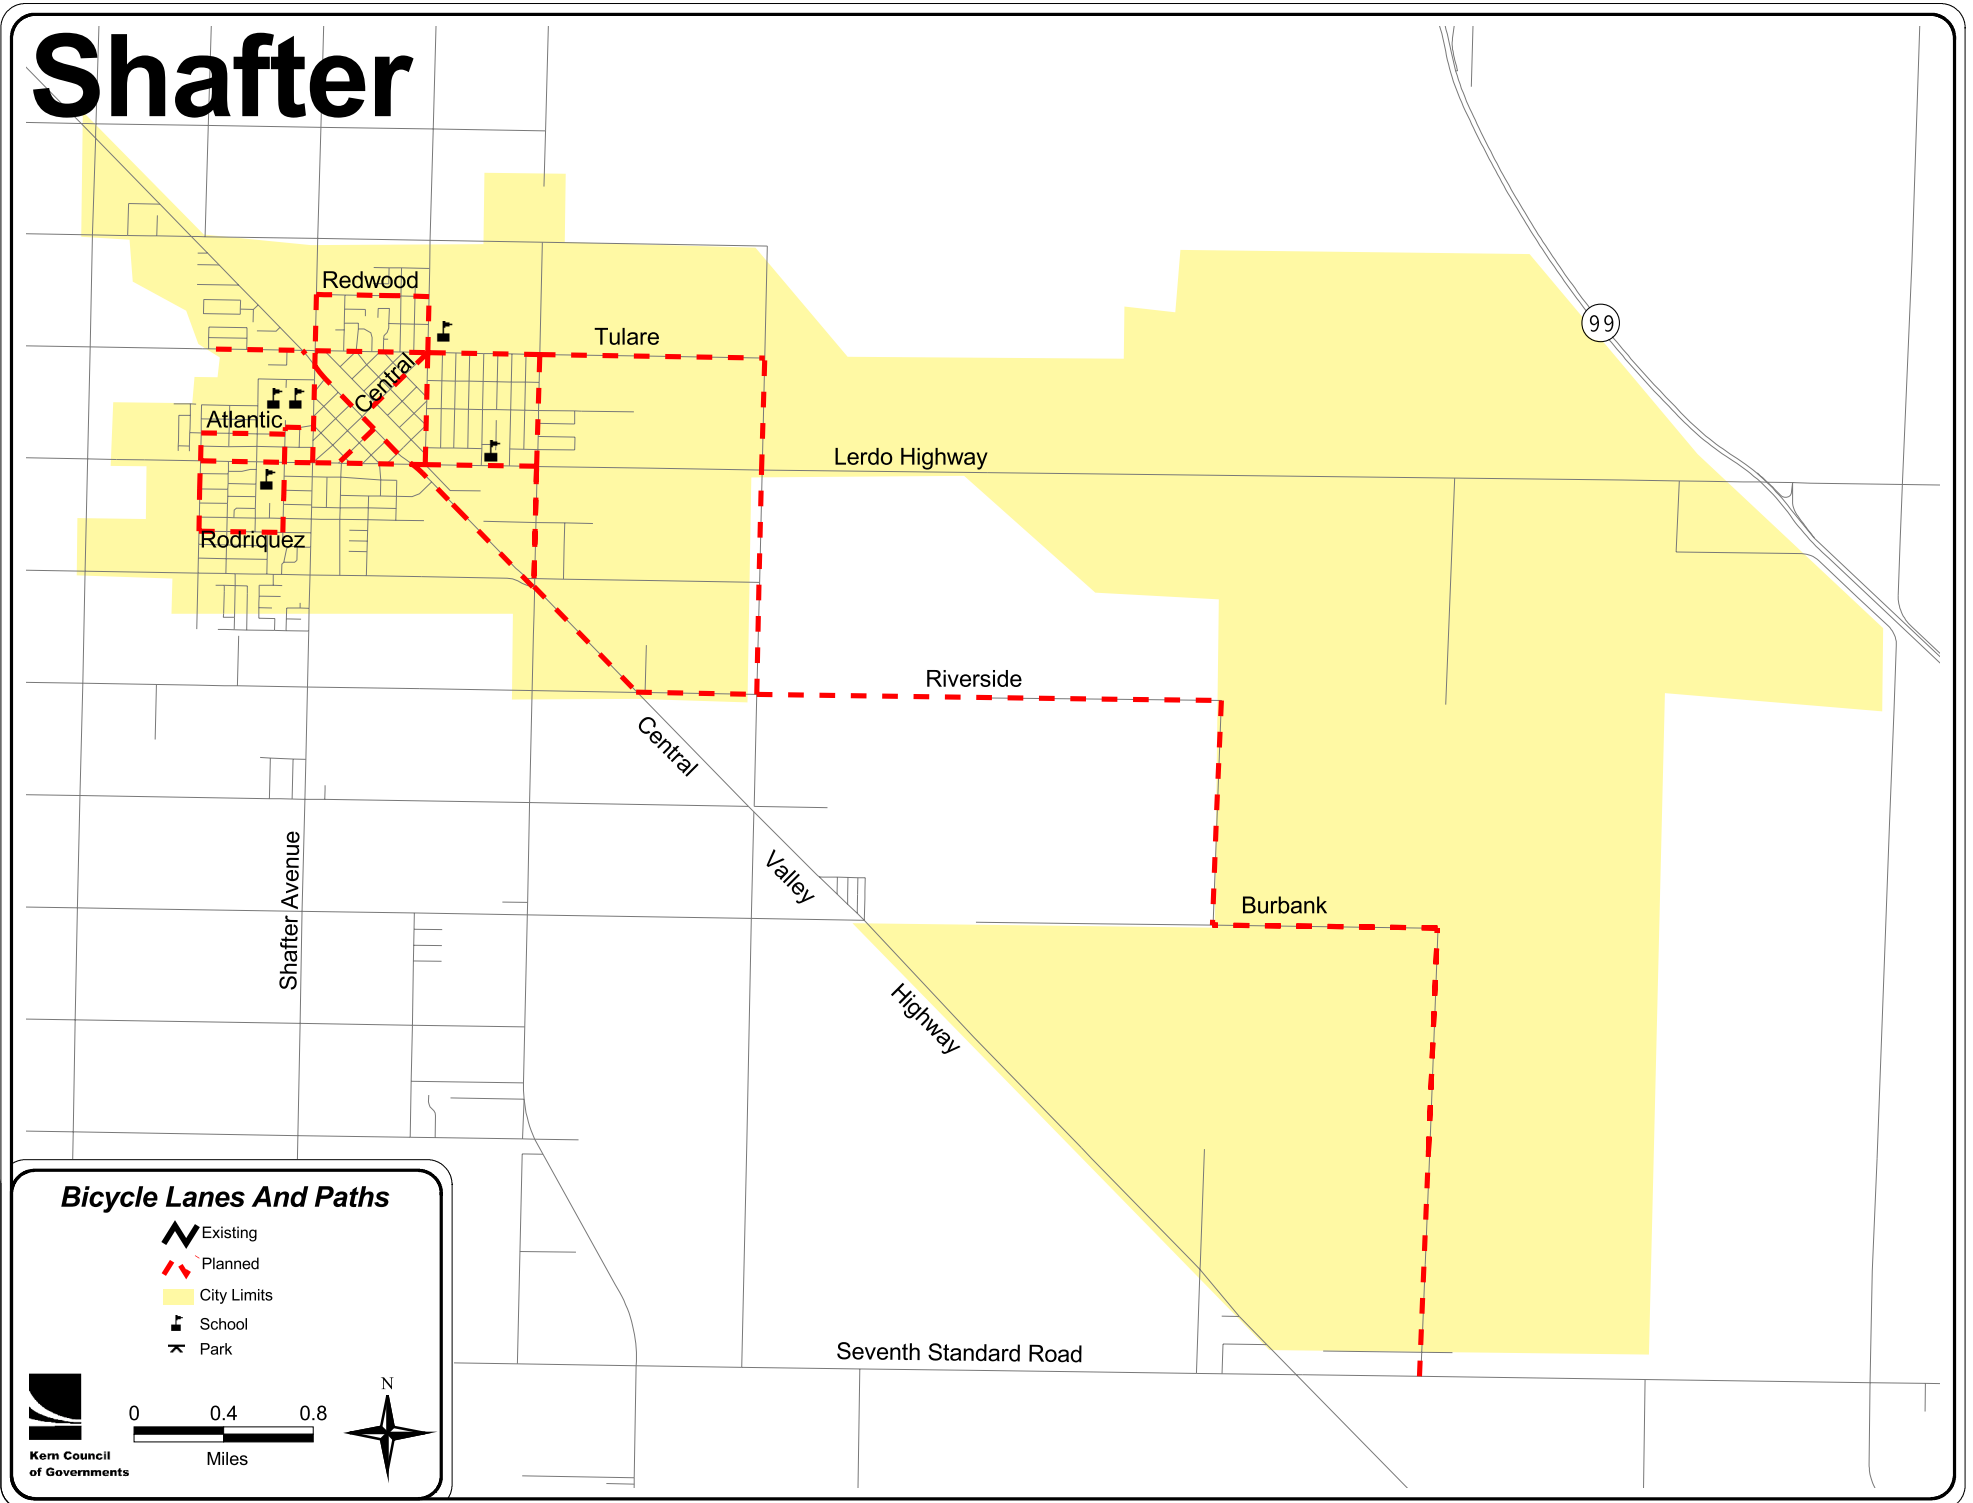 Shafter
99
Redwood
Tulare
Central
Atlantic
Lerdo Highway
Rodriquez
Riverside
Central
Valley
Highway
Burbank
Shafter Avenue
Seventh Standard Road
Bicycle Lanes And Paths
Existing
Planned
City Limits
School
Park
N
0 0.4 0.8
Miles
Kern Council
of Governments